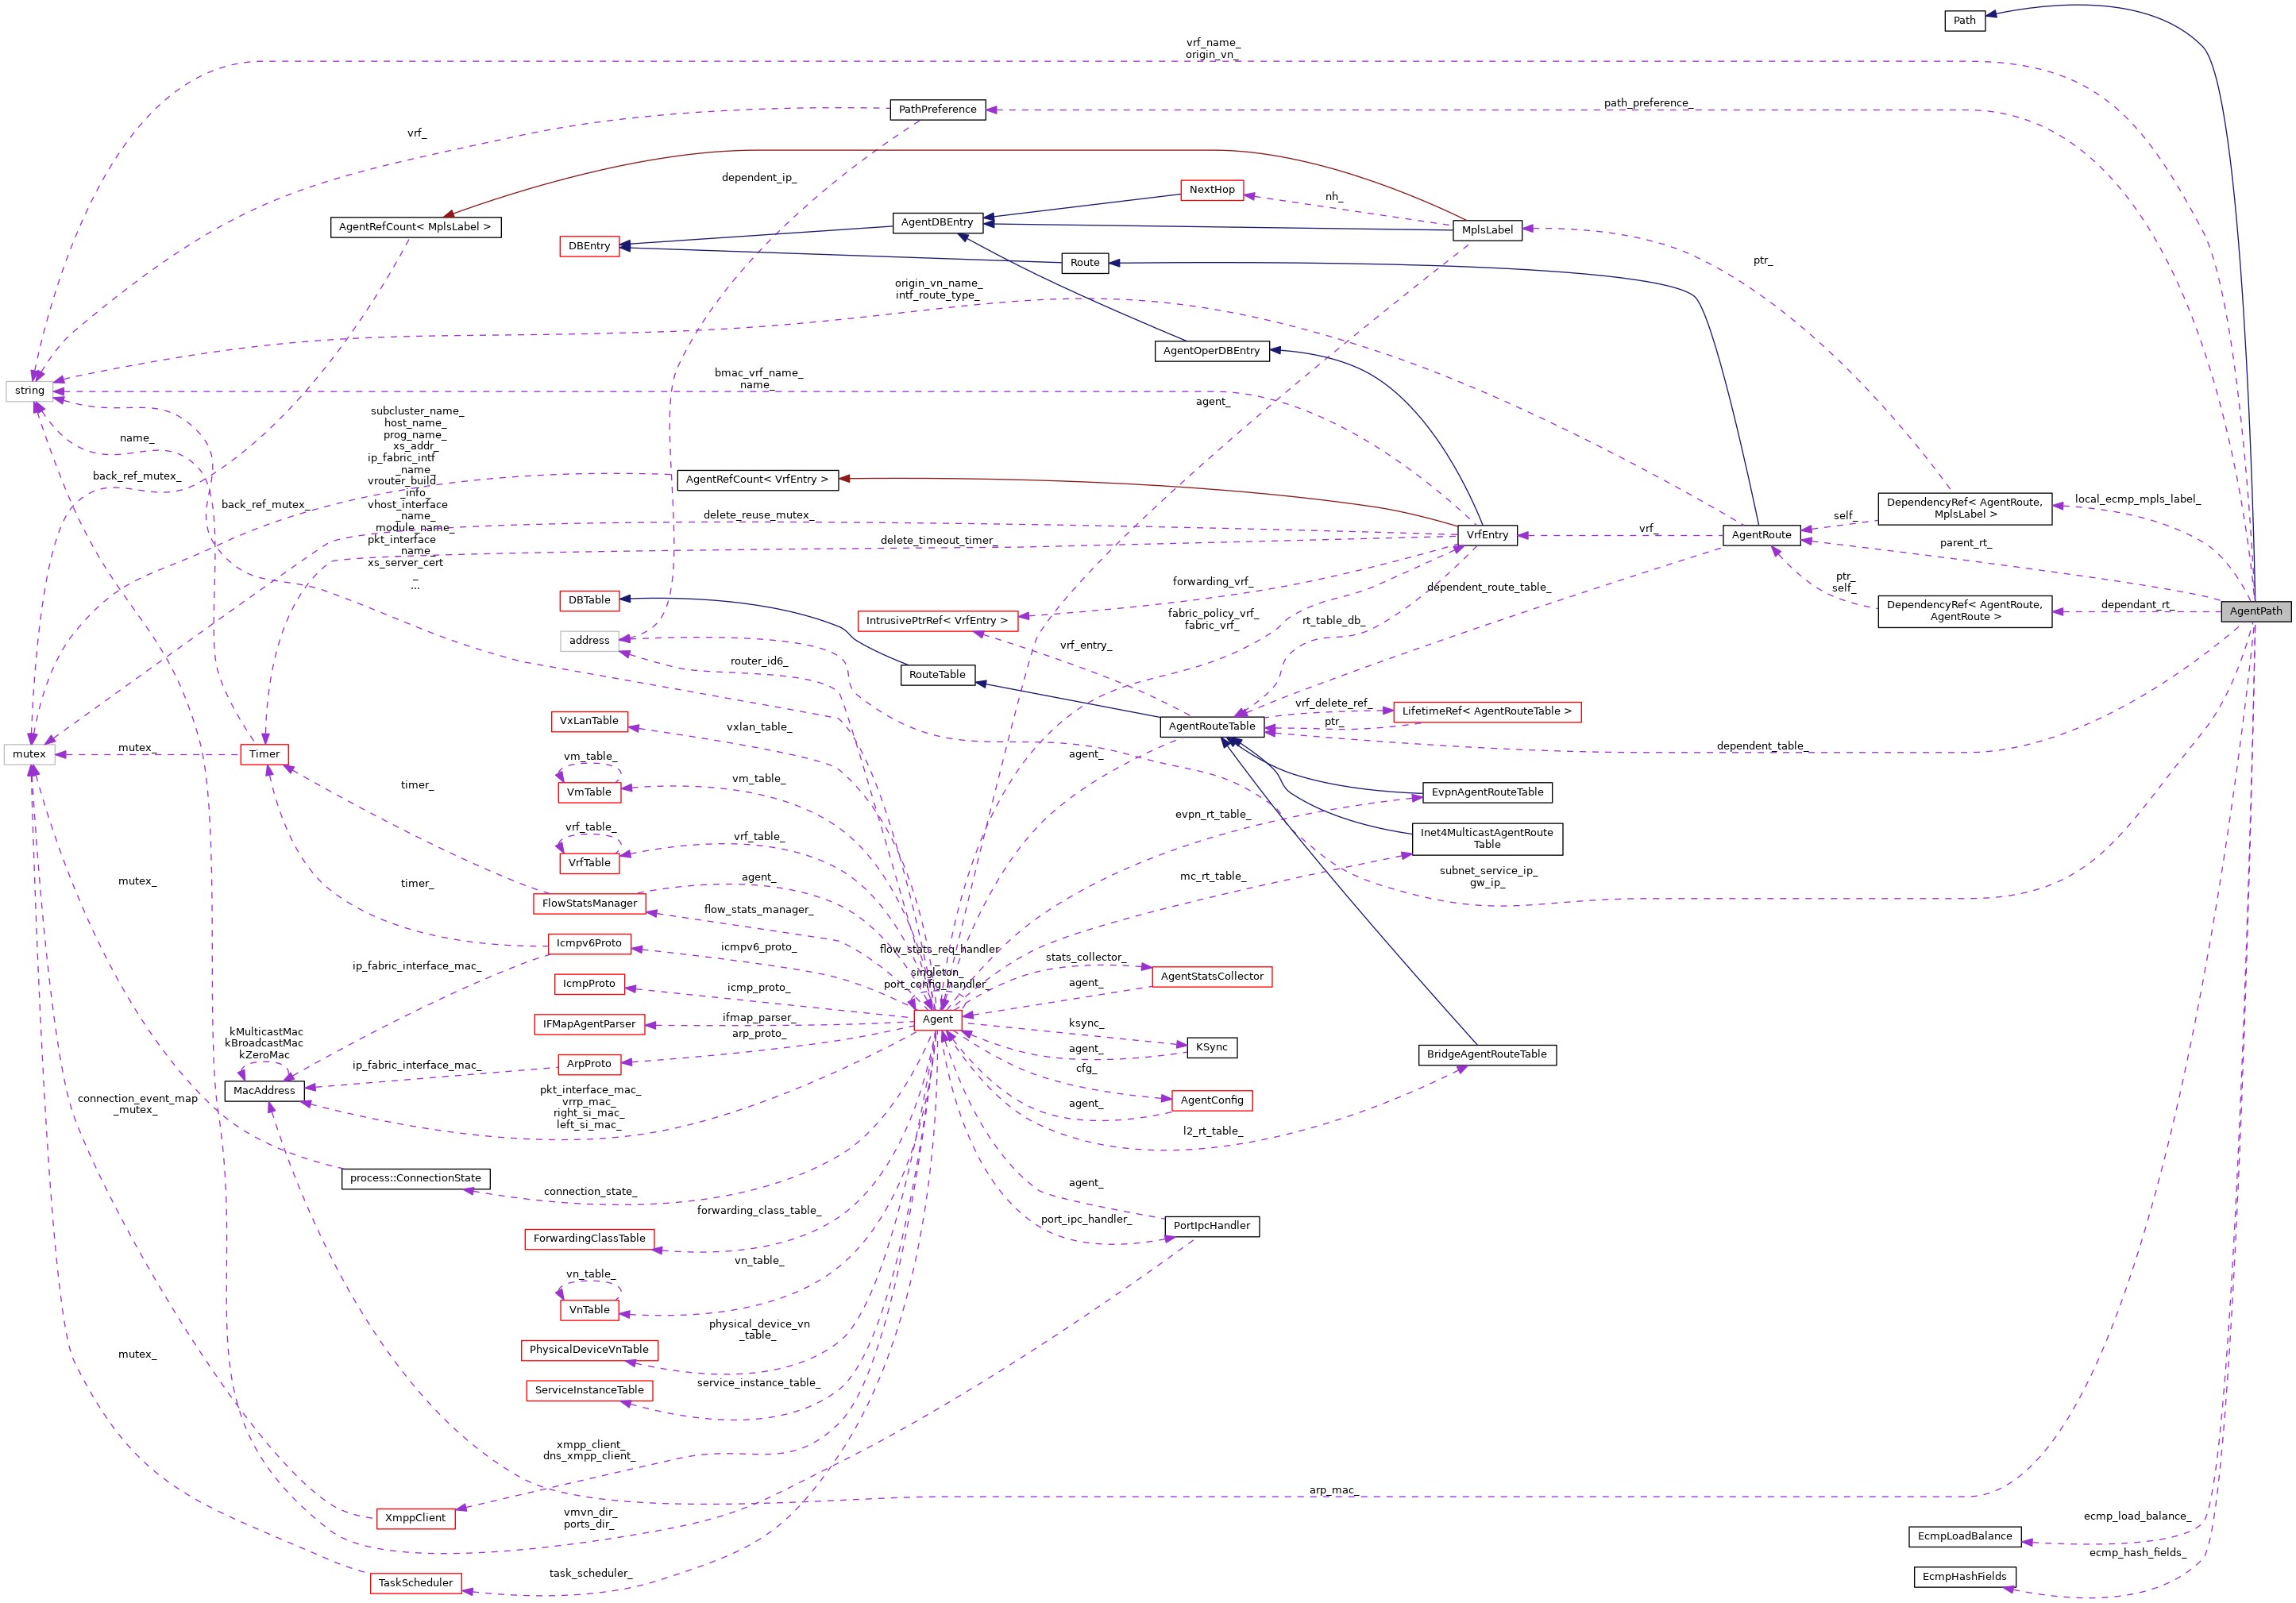 Path
vrf_name_
origin_vn_
PathPreference
path_preference_
vrf_
dependent_ip_
NextHop
nh_
AgentRefCount< MplsLabel >
AgentDBEntry
MplsLabel
DBEntry
Route
ptr_
origin_vn_name_
intf_route_type_
AgentOperDBEntry
string
bmac_vrf_name_
name_
agent_
subcluster_name_
host_name_
prog_name_
xs_addr_
ip_fabric_intf
_name_
vrouter_build
_info_
vhost_interface
_name_
_module_name_
pkt_interface
_name_
xs_server_cert
_
...
name_
back_ref_mutex_
back_ref_mutex_
AgentRefCount< VrfEntry >
DependencyRef< AgentRoute,
MplsLabel >
local_ecmp_mpls_label_
delete_reuse_mutex_
self_
VrfEntry
vrf_
AgentRoute
delete_timeout_timer_
parent_rt_
forwarding_vrf_
dependent_route_table_
ptr_
self_
DBTable
address
IntrusivePtrRef< VrfEntry >
fabric_policy_vrf_
fabric_vrf_
rt_table_db_
DependencyRef< AgentRoute,
AgentRoute >
dependant_rt_
AgentPath
vrf_entry_
router_id6_
RouteTable
VxLanTable
vxlan_table_
AgentRouteTable
vrf_delete_ref_
ptr_
LifetimeRef< AgentRouteTable >
dependent_table_
mutex
mutex_
Timer
vm_table_
VmTable
vm_table_
agent_
timer_
EvpnAgentRouteTable
evpn_rt_table_
vrf_table_
VrfTable
vrf_table_
Inet4MulticastAgentRoute
Table
mutex_
timer_
agent_
mc_rt_table_
subnet_service_ip_
gw_ip_
FlowStatsManager
flow_stats_manager_
Icmpv6Proto
icmpv6_proto_
flow_stats_req_handler
_
singleton_
port_config_handler_
stats_collector_
AgentStatsCollector
agent_
ip_fabric_interface_mac_
IcmpProto
icmp_proto_
IFMapAgentParser
ifmap_parser_
arp_proto_
Agent
ksync_
KSync
agent_
kMulticastMac
kBroadcastMac
kZeroMac
ip_fabric_interface_mac_
ArpProto
BridgeAgentRouteTable
cfg_
MacAddress
AgentConfig
agent_
connection_event_map
_mutex_
pkt_interface_mac_
vrrp_mac_
right_si_mac_
left_si_mac_
l2_rt_table_
process::ConnectionState
connection_state_
agent_
forwarding_class_table_
port_ipc_handler_
PortIpcHandler
ForwardingClassTable
vn_table_
vn_table_
VnTable
physical_device_vn
_table_
PhysicalDeviceVnTable
mutex_
service_instance_table_
ServiceInstanceTable
xmpp_client_
dns_xmpp_client_
arp_mac_
XmppClient
vmvn_dir_
ports_dir_
ecmp_load_balance_
EcmpLoadBalance
ecmp_hash_fields_
task_scheduler_
TaskScheduler
EcmpHashFields